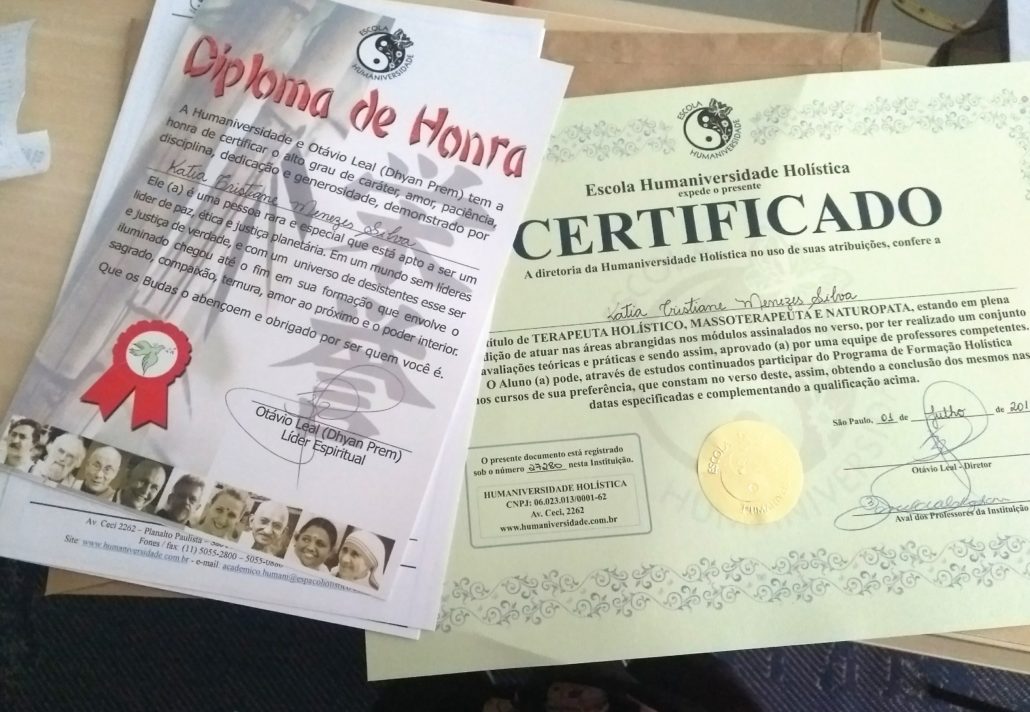 ESCOLA
HUMANIVERSIDADE
Diploma de Honra
A Humaniversidade e Otávio Leal (Dhyan Prem) tem a
honra de certificar o alto grau de caráter, amor, paciência,
disciplina, dedicação e generosidade, demonstrado por
Katia Cristiane Menezes Silva
Ele (a) é uma pessoa rara e especial que está apto a ser um
líder de paz, ética e justiça planetária. Em um mundo sem líderes
e justiça de verdade, e com um universo de desistentes esse ser
iluminado chegou até o fim em sua formação que envolve o
sagrado, compaixão, ternura, amor ao próximo e o poder interior.
Que os Budas o abençoem e obrigado por ser quem você é.
Otávio Leal (Dhyan Prem)
Líder Espiritual
Av. Ceci 2262 – Planalto Paulista –
Fones / fax (11) 5055-2800 –
Site www.humaniversidade.com.br - e-mail
ESCOLA
HUMANIVERSIDADE
Escola Humaniversidade Holística
expede o presente
CERTIFICADO
A diretoria da Humaniversidade Holística no uso de suas atribuições, confere a
Katia Cristiane Menezes Silva
ítulo de TERAPEUTA HOLÍSTICO, MASSOTERAPEUTA E NATUROPATA, estando em plena
dição de atuar nas áreas abrangidas nos módulos assinalados no verso, por ter realizado um conjunto
avaliações teóricas e práticas e sendo assim, aprovado (a) por uma equipe de professores competentes
O Aluno (a) pode, através de estudos continuados participar do Programa de Formação Holística
nos cursos de sua preferência, que constam no verso deste, assim, obtendo a conclusão dos mesmos nas
datas especificadas e complementando a qualificação acima.
São Paulo, 01 de Julho de 201
O presente documento está registrado
sob o número 27280 nesta Instituição.
HUMANIVERSIDADE HOLÍSTICA
CNPJ: 06.023.013/0001-62
Av. Ceci, 2262
www.humaniversidade.com.br
ESCOLA
Otávio Leal - Diretor
Aval dos Professores da Instituição